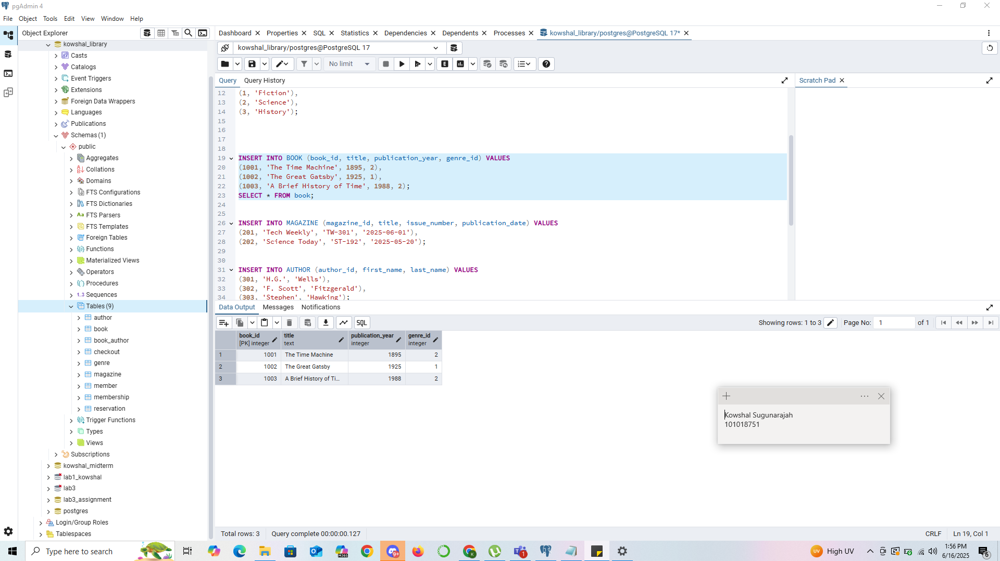 pgAdmin 4
File Object Tools Edit View Window Help
Object Explorer
Dashboard Properties SQL Statistics Dependencies Dependents Processes kowshal_library/postgres@PostgreSQL 17*
kowshal_library/postgres@PostgreSQL 17
No limit
E
Query Query History
Scratch Pad
kowshal_library
Casts
Catalogs
Event Triggers
Extensions
Foreign Data Wrappers
Languages
Publications
Schemas (1)
public
Aggregates
Collations
Domains
FTS Configurations
FTS Dictionaries
Aa FTS Parsers
FTS Templates
Foreign Tables
Functions
Materialized Views
Operators
Procedures
1..3 Sequences
Tables (9)
author
book
book_author
checkout
genre
magazine
member
membership
reservation
Trigger Functions
Types
Views
Subscriptions
kowshal_midterm
lab1_kowshal
lab3
lab3_assignment
postgres
Login/Group Roles
Tablespaces
12 (1, 'Fiction'),
13 (2, 'Science'),
14 (3, 'History');
15
16
17
18
19 INSERT INTO BOOK (book_id, title, publication_year, genre_id) VALUES
20 (1001, 'The Time Machine', 1895, 2),
21 (1002, 'The Great Gatsby', 1925, 1),
22 (1003, 'A Brief History of Time', 1988, 2);
23 SELECT * FROM book;
24
25
26 INSERT INTO MAGAZINE (magazine_id, title, issue_number, publication_date) VALUES
27 (201, 'Tech Weekly', 'TW-301', '2025-06-01'),
28 (202, 'Science Today', 'ST-192', '2025-05-20');
29
30
31 INSERT INTO AUTHOR (author_id, first_name, last_name) VALUES
32 (301, 'H.G.', 'Wells'),
33 (302, 'F. Scott', 'Fitzgerald'),
34 (303, 'Stephen', 'Hawking');
Data Output Messages Notifications
SQL
Showing rows: 1 to 3 Page No: 1 of 1
book_id title publication_year genre_id
[PK] integer text integer integer
1 1001 The Time Machine 1895 2
2 1002 The Great Gatsby 1925 1
3 1003 A Brief History of Ti... 1988 2
Kowshal Sugunarajah
101018751
Total rows: 3 Query complete 00:00:00.127
CRLF Ln 19, Col 1
Type here to search
M365
9+
K
1
UV High UV
1:56 PM
6/16/2025
6